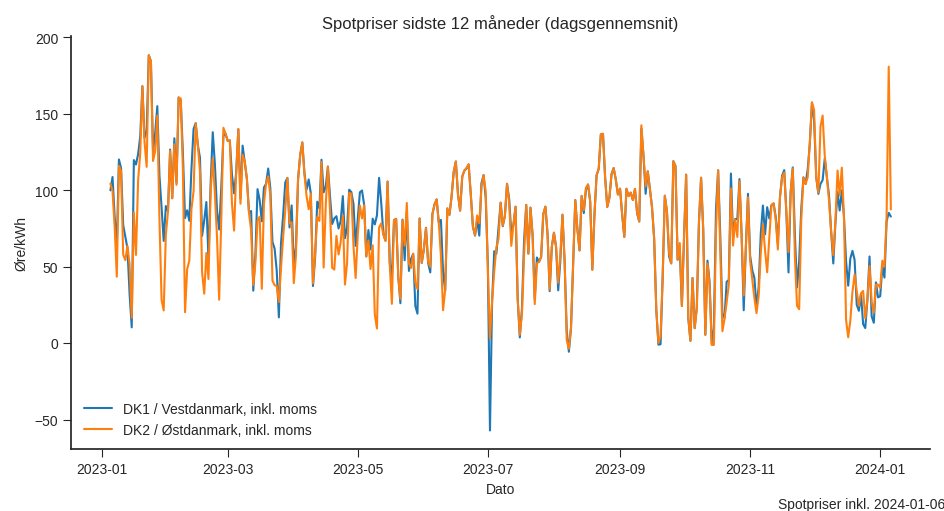 Spotpriser sidste 12 måneder (dagsgennemsnit)
200
150
100
50
0
−50
Øre/kWh
DK1 / Vestdanmark, inkl. moms
DK2 / Østdanmark, inkl. moms
2023-01 2023-03 2023-05 2023-07 2023-09 2023-11 2024-01
Dato
Spotpriser inkl. 2024-01-06